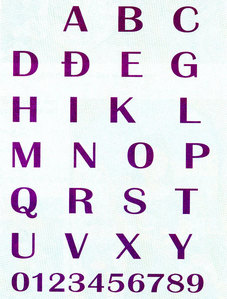 A B C
D Đ E G
H I K L
M N O P
Q R S T
U V X Y
0123456789